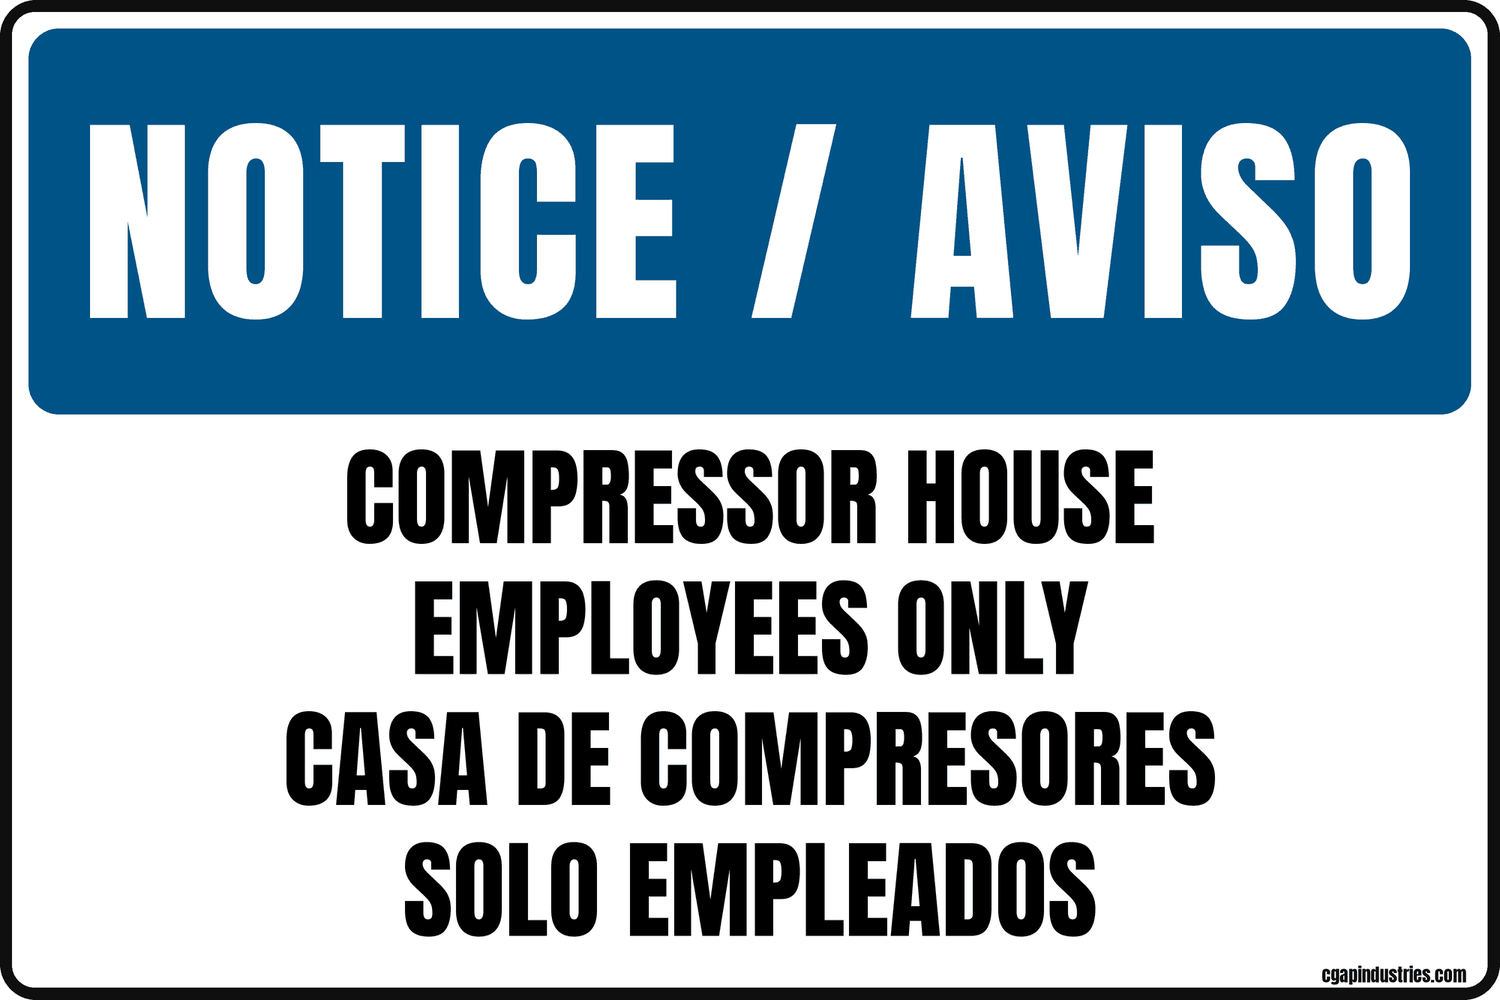 NOTICE / AVISO
COMPRESSOR HOUSE
EMPLOYEES ONLY
CASA DE COMPRESORES
SOLO EMPLEADOS
cgapindustries.com